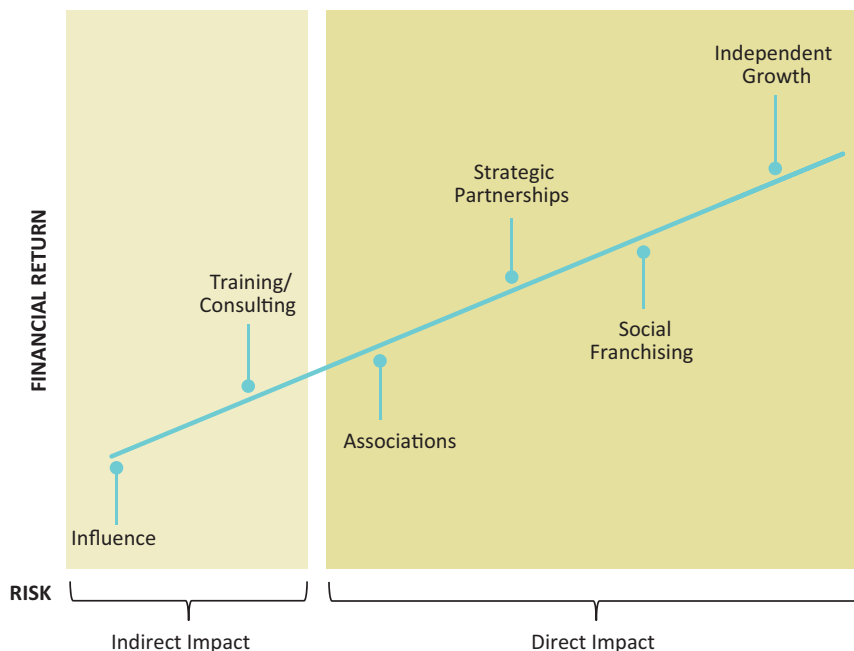 Independent
Growth
Strategic
Partnerships
Training/
Consulting
Social
Franchising
Associations
Influence
FINANCIAL RETURN
RISK
Indirect Impact
Direct Impact